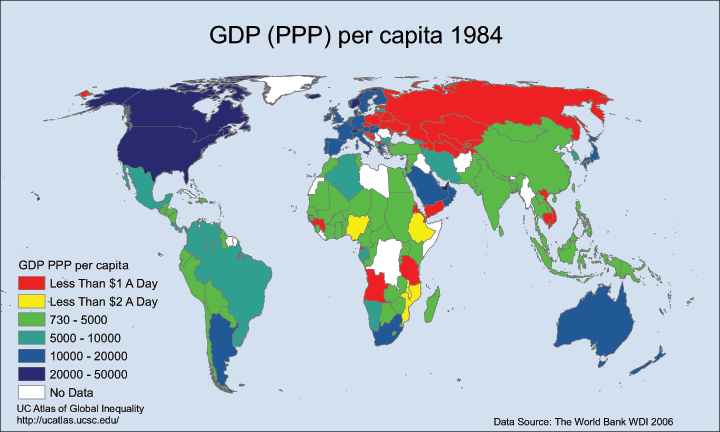 GDP (PPP) per capita 1984
GDP PPP per capita
Less Than $1 A Day
Less Than $2 A Day
730 - 5000
5000 - 10000
10000 - 20000
20000 - 50000
No Data
UC Atlas of Global Inequality
http://ucatlas.ucsc.edu/
Data Source: The World Bank WDI 2006